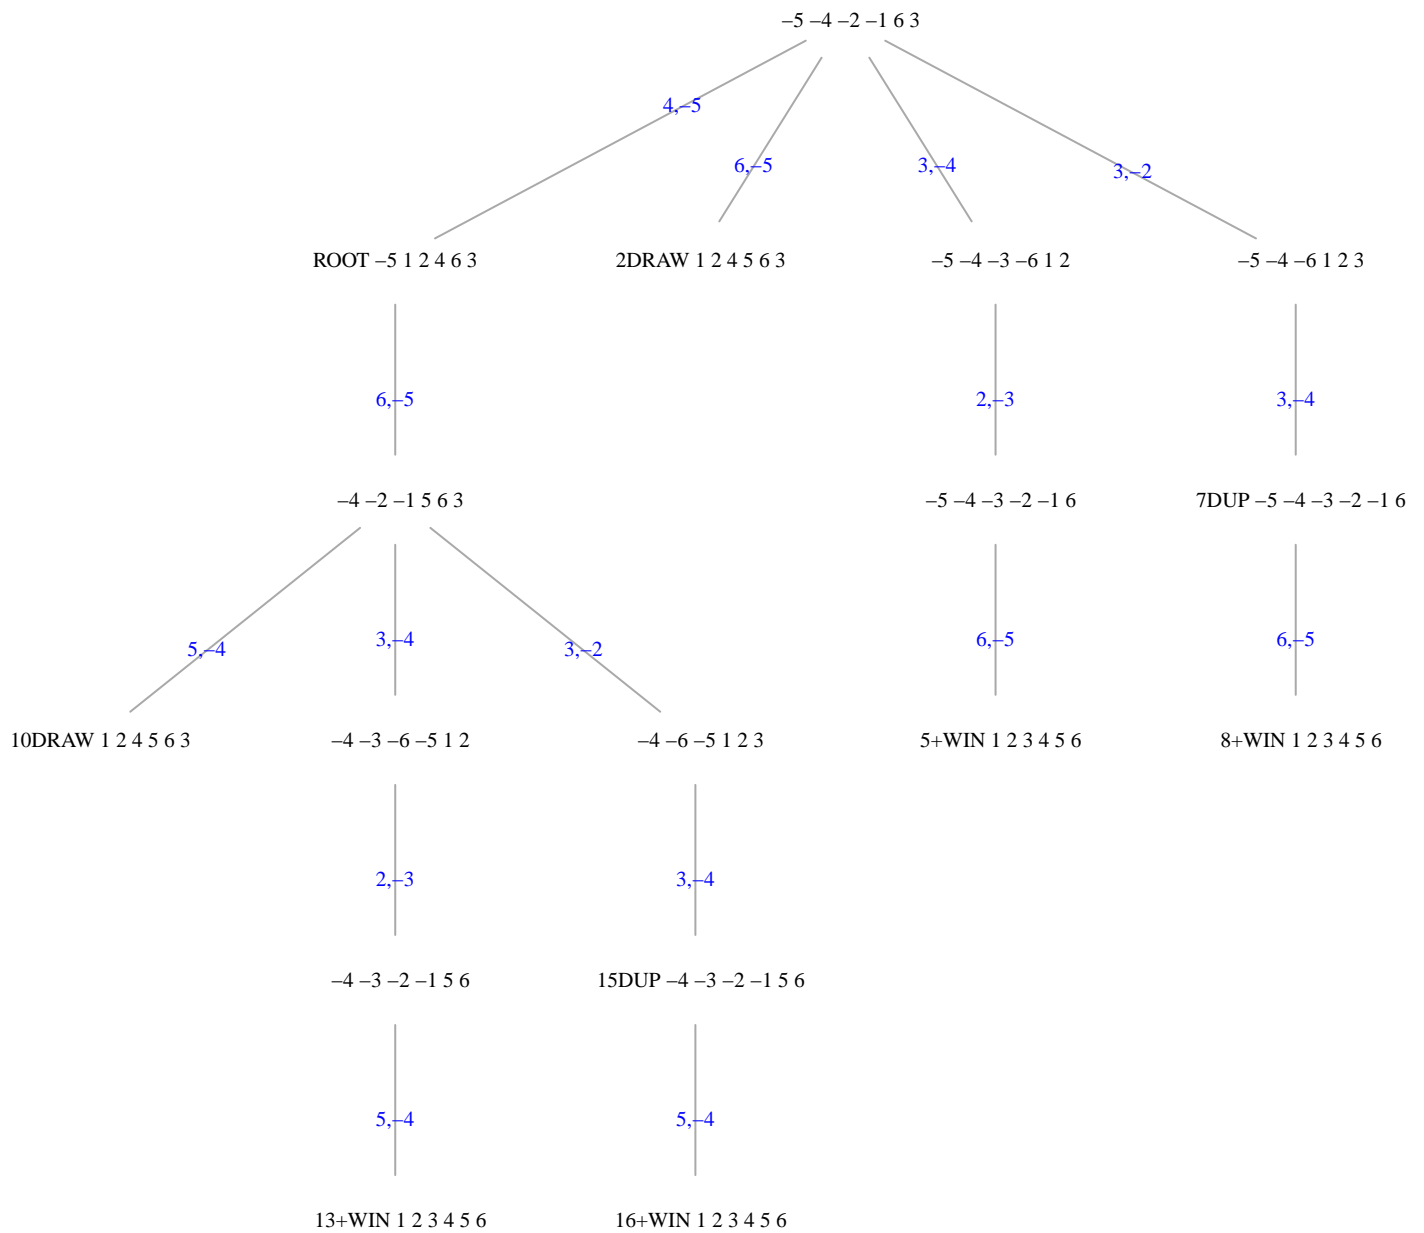 −5 −4 −2 −1 6 3
4,−5
6,−5
3,−4
3,−2
ROOT −5 1 2 4 6 3
2DRAW 1 2 4 5 6 3
−5 −4 −3 −6 1 2
−5 −4 −6 1 2 3
6,−5
2,−3
3,−4
−4 −2 −1 5 6 3
−5 −4 −3 −2 −1 6
7DUP −5 −4 −3 −2 −1 6
5,−4
3,−4
3,−2
6,−5
6,−5
10DRAW 1 2 4 5 6 3
−4 −3 −6 −5 1 2
−4 −6 −5 1 2 3
5+WIN 1 2 3 4 5 6
8+WIN 1 2 3 4 5 6
2,−3
3,−4
−4 −3 −2 −1 5 6
15DUP −4 −3 −2 −1 5 6
5,−4
5,−4
13+WIN 1 2 3 4 5 6
16+WIN 1 2 3 4 5 6